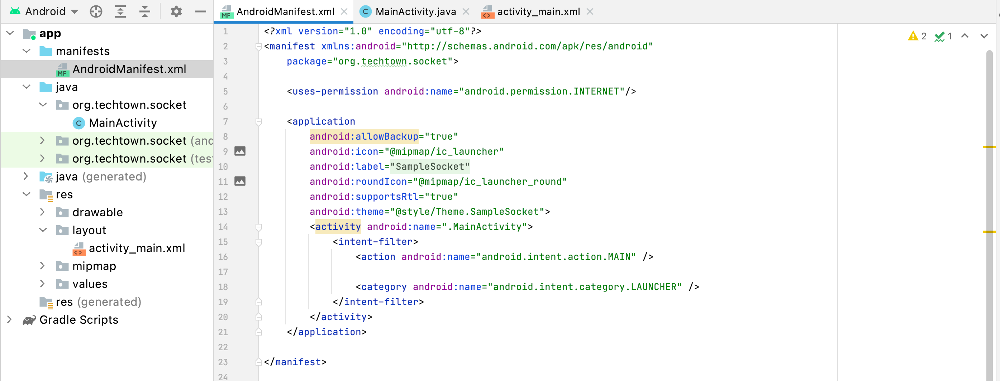 Android
AndroidManifest.xml
MainActivity.java
activity_main.xml
app
manifests
AndroidManifest.xml
java
org.techtown.socket
MainActivity
org.techtown.socket (and
org.techtown.socket (test
java (generated)
res
drawable
layout
activity_main.xml
mipmap
values
res (generated)
Gradle Scripts
1 <?xml version="1.0" encoding="utf-8"?>
2 <manifest xmlns:android="http://schemas.android.com/apk/res/android"
3 package="org.techtown.socket">
4
5 <uses-permission android:name="android.permission.INTERNET"/>
6
7 <application
8 android:allowBackup="true"
9 android:icon="@mipmap/ic_launcher"
10 android:label="SampleSocket"
11 android:roundIcon="@mipmap/ic_launcher_round"
12 android:supportsRtl="true"
13 android:theme="@style/Theme.SampleSocket">
14 <activity android:name=".MainActivity">
15 <intent-filter>
16 <action android:name="android.intent.action.MAIN" />
17
18 <category android:name="android.intent.category.LAUNCHER" />
19 </intent-filter>
20 </activity>
21 </application>
22
23 </manifest>
24
2 1